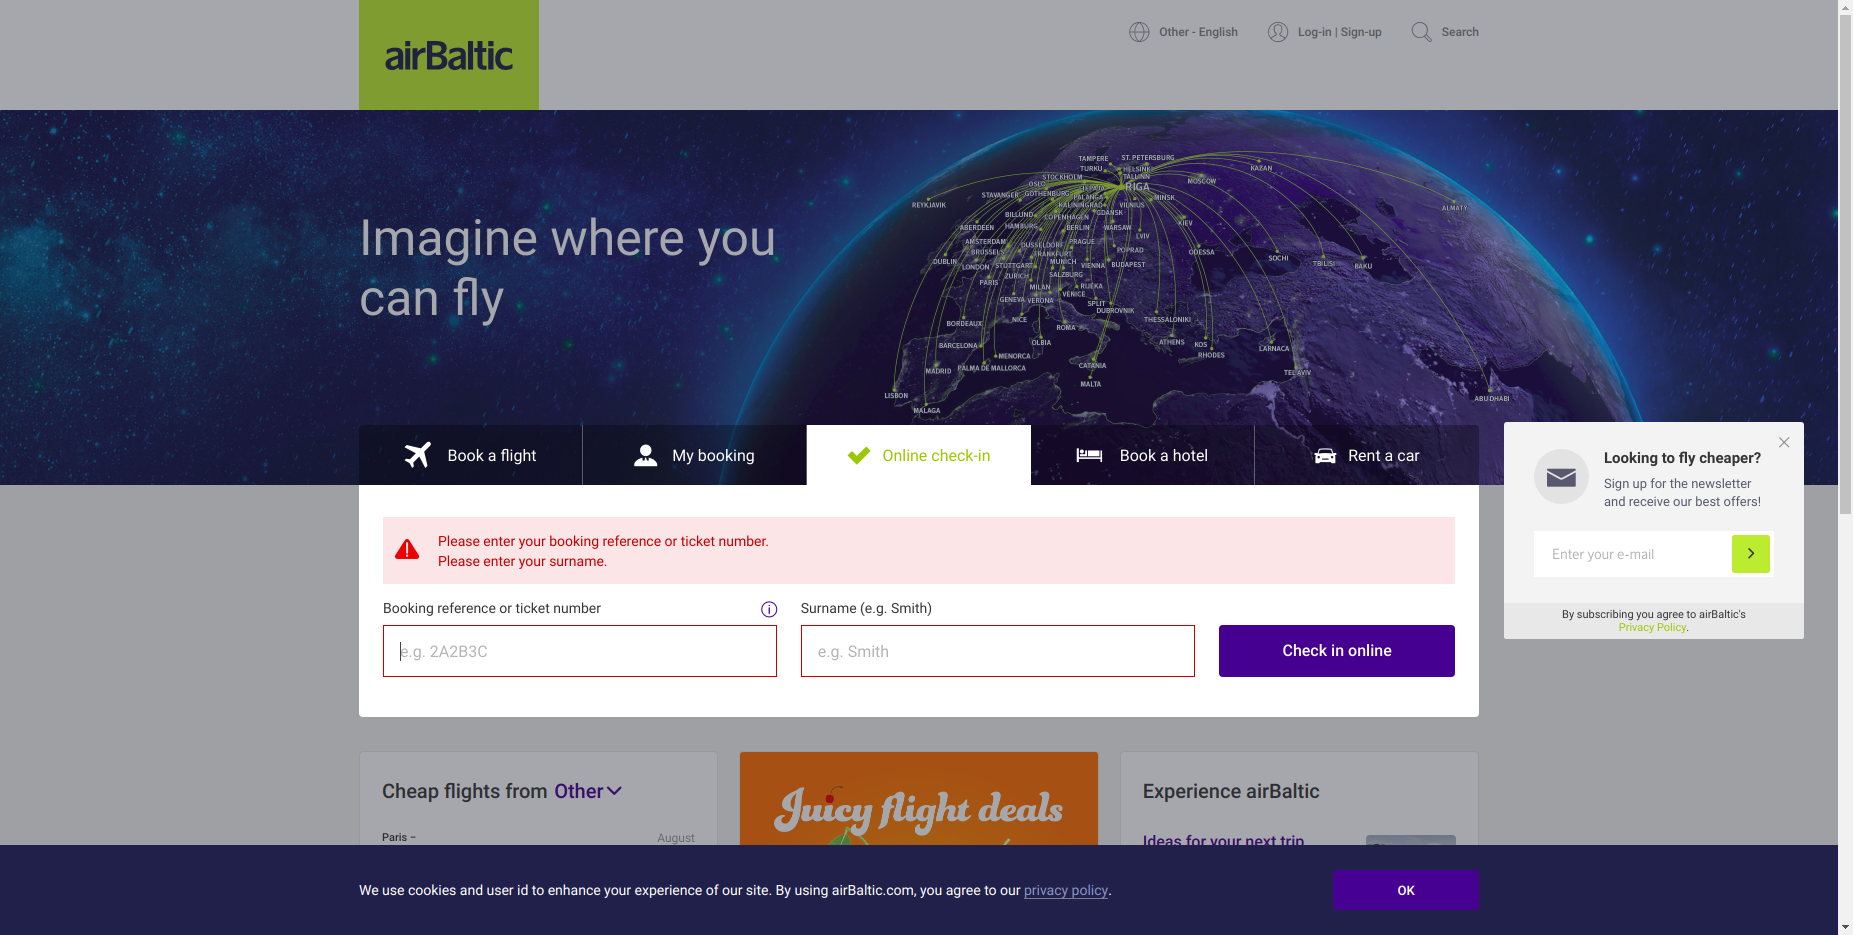 airBaltic
Other - English
Log-in | Sign-up
Search
Imagine where you
can fly
TAMPERE
ST. PETERSBURG
TURKU
HELSINKI
TALLINN
STOCKHOLM
OSLO
RIGA
STAVANGER
GOTHENBURG
PALANGA
KALININGRAD
VILNIUS
MINSK
MOSCOW
KAZAN
ALMATY
REYKJAVIK
BILLUND
COPENHAGEN
GDANSK
ABERDEEN
HAMBURG
BERLIN
WARSAW
KIEV
LVIV
AMSTERDAM
DUSSELDORF
PRAGUE
BRUSSELS
FRANKFURT
POPRAD
ODESSA
DUBLIN
LONDON
STUTTGART
MUNICH
VIENNA
BUDAPEST
SOCHI
TBILISI
BAKU
ZURICH
SALZBURG
PARIS
MILAN
RIJEKA
VENICE
GENEVA
VERONA
SPLIT
DUBROVNIK
BORDEAUX
NICE
ROMA
THESSALONIKI
BARCELONA
OLBIA
ATHENS
KOS
RHODES
LARNACA
MENORCA
MADRID
PALMA DE MALLORCA
CATANIA
TEL AVIV
MALTA
LISBON
ABU DHABI
MALAGA
Book a flight
My booking
Online check-in
Book a hotel
Rent a car
Please enter your booking reference or ticket number.
Please enter your surname.
Booking reference or ticket number
Surname (e.g. Smith)
e.g. 2A2B3C
e.g. Smith
Check in online
Looking to fly cheaper?
Sign up for the newsletter
and receive our best offers!
Enter your e-mail
By subscribing you agree to airBaltic's
Privacy Policy.
Cheap flights from Other
Paris –
August
Juicy flight deals
Experience airBaltic
Ideas for your next trip
We use cookies and user id to enhance your experience of our site. By using airBaltic.com, you agree to our privacy policy.
OK